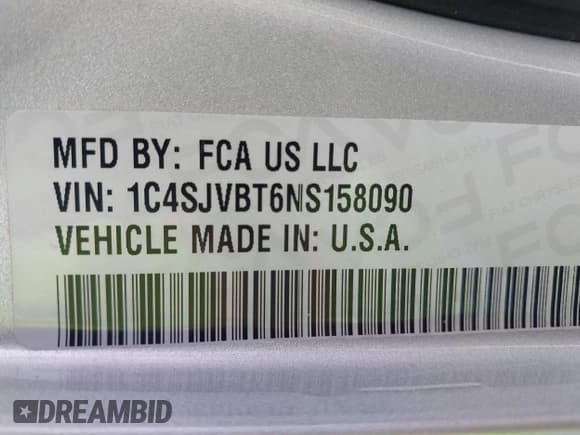 MFD BY: FCA US LLC
VIN: 1C4SJVBT6NS158090
VEHICLE MADE IN: U.S.A.
DREAMBID